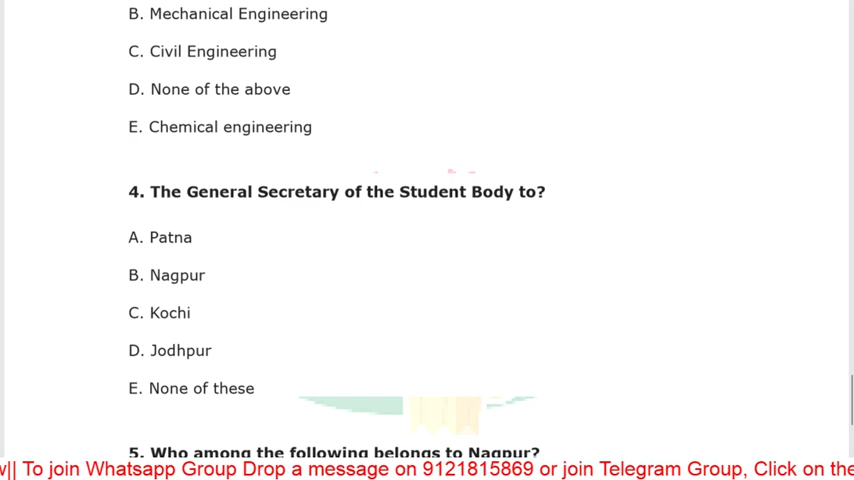 B. Mechanical Engineering
C. Civil Engineering
D. None of the above
E. Chemical engineering
4. The General Secretary of the Student Body to?
A. Patna
B. Nagpur
C. Kochi
D. Jodhpur
E. None of these
5. Who among the following belongs to Nagpur?
w|| To join Whatsapp Group Drop a message on 9121815869 or join Telegram Group, Click on the